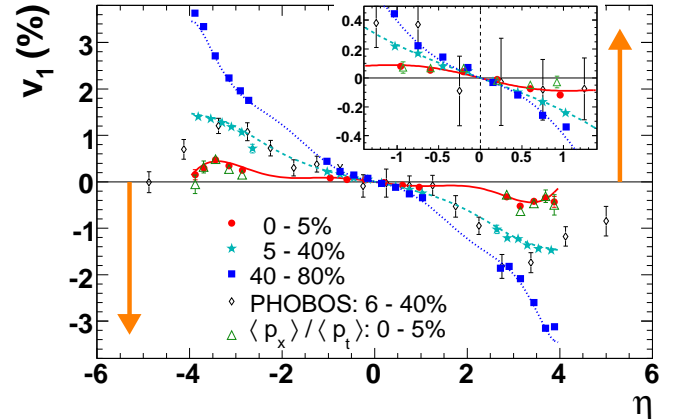 v1 (%)
3
2
1
0
-1
-2
-3
0.4
0.2
0
-0.2
-0.4
-1 -0.5 0 0.5 1
0 - 5%
5 - 40%
40 - 80%
PHOBOS: 6 - 40%
⟨ px ⟩ / ⟨ pt ⟩: 0 - 5%
-6 -4 -2 0 2 4 6
η